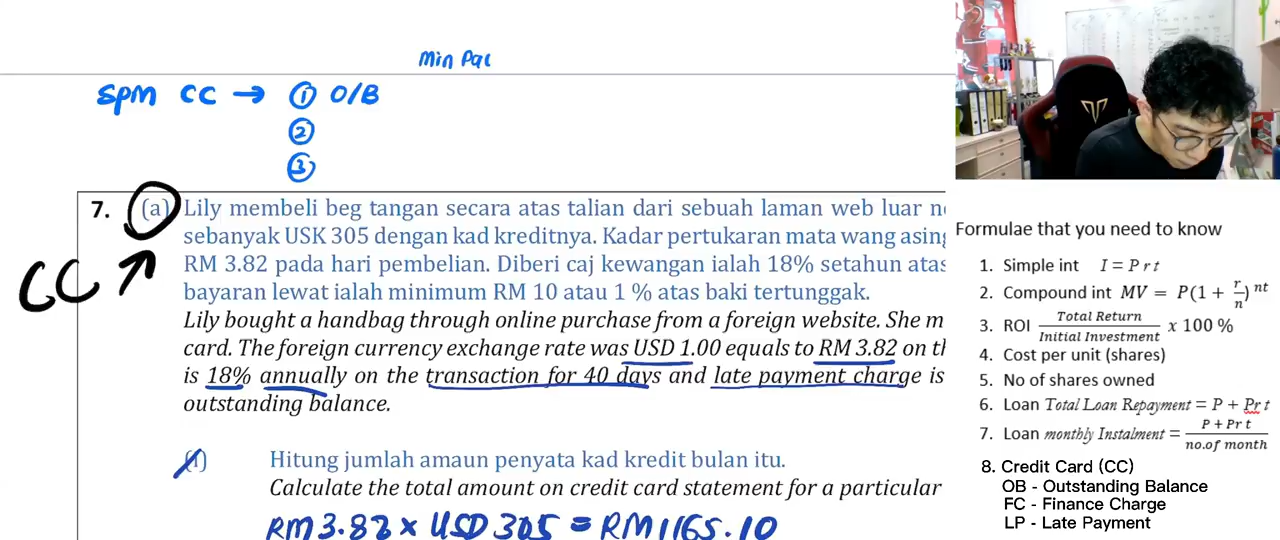 Min Pac
SPM CC → ① O/B
②
③
CC
7. (a) Lily membeli beg tangan secara atas talian dari sebuah laman web luar n
sebanyak USK 305 dengan kad kreditnya. Kadar pertukaran mata wang asing
RM 3.82 pada hari pembelian. Diberi caj kewangan ialah 18% setahun atas
bayaran lewat ialah minimum RM 10 atau 1 % atas baki tertunggak.
Lily bought a handbag through online purchase from a foreign website. She m
card. The foreign currency exchange rate was USD 1.00 equals to RM 3.82 on th
is 18% annually on the transaction for 40 days and late payment charge is
outstanding balance.
Hitung jumlah amaun penyata kad kredit bulan itu.
Calculate the total amount on credit card statement for a particular
RM3.82 x USD 305 = RM1165.10
Formulae that you need to know
1. Simple int I = P r t
2. Compound int MV = P(1 + r/n)^nt
3. ROI Total Return / Initial Investment x 100 %
4. Cost per unit (shares)
5. No of shares owned
6. Loan Total Loan Repayment = P + Pr t
7. Loan monthly Instalment = P + Pr t / no.of month
8. Credit Card (CC)
OB - Outstanding Balance
FC - Finance Charge
LP - Late Payment